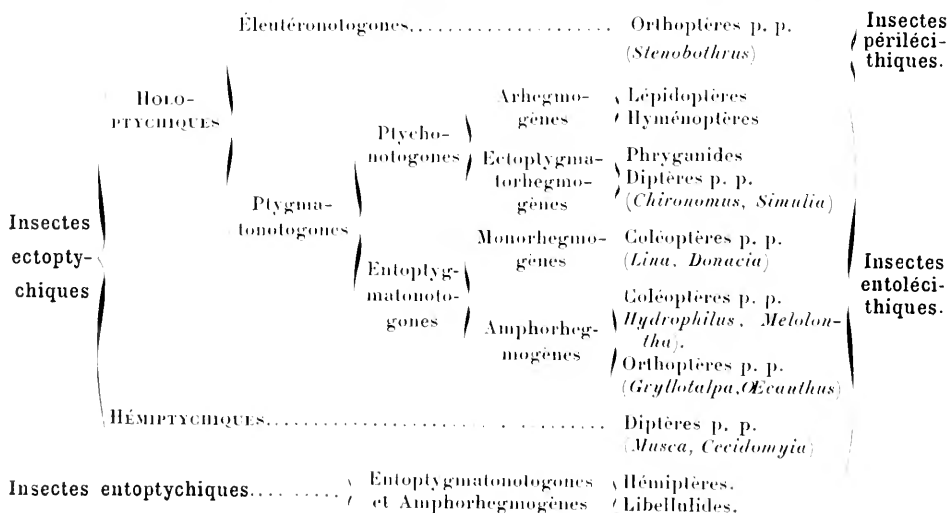 Éleutéronotogones.............................. Orthoptères p. p. Insectes
(Stenobothrus) périléci-
thiques.
HOLO-
PTYCHIQUES
Arhegmo-
gènes
Lépidoptères
Hyménoptères
Ptycho-
notogones
Ectoptygma-
torhegmo-
gènes
Phryganides
Diptères p. p.
(Chironomus, Simulia)
Ptygma-
tonotogones
Insectes
ectopty-
chiques
Monorhegmo-
gènes
Coléoptères p. p.
(Lina, Donacia)
Entoptyg-
matonoto-
gones
Insectes
entoléci-
thiques.
Amphorheg-
mogènes
Coléoptères p. p.
Hydrophilus, Melolon-
tha).
Orthoptères p. p.
(Gryllotalpa, Œcanthus)
HÉMIPTYCHIQUES.............................. Diptères p. p.
(Musca, Cecidomyia)
Insectes entoptychiques......... Entoptygmatonotogones Hémiptères.
et Amphorhegmogènes Libellulides.